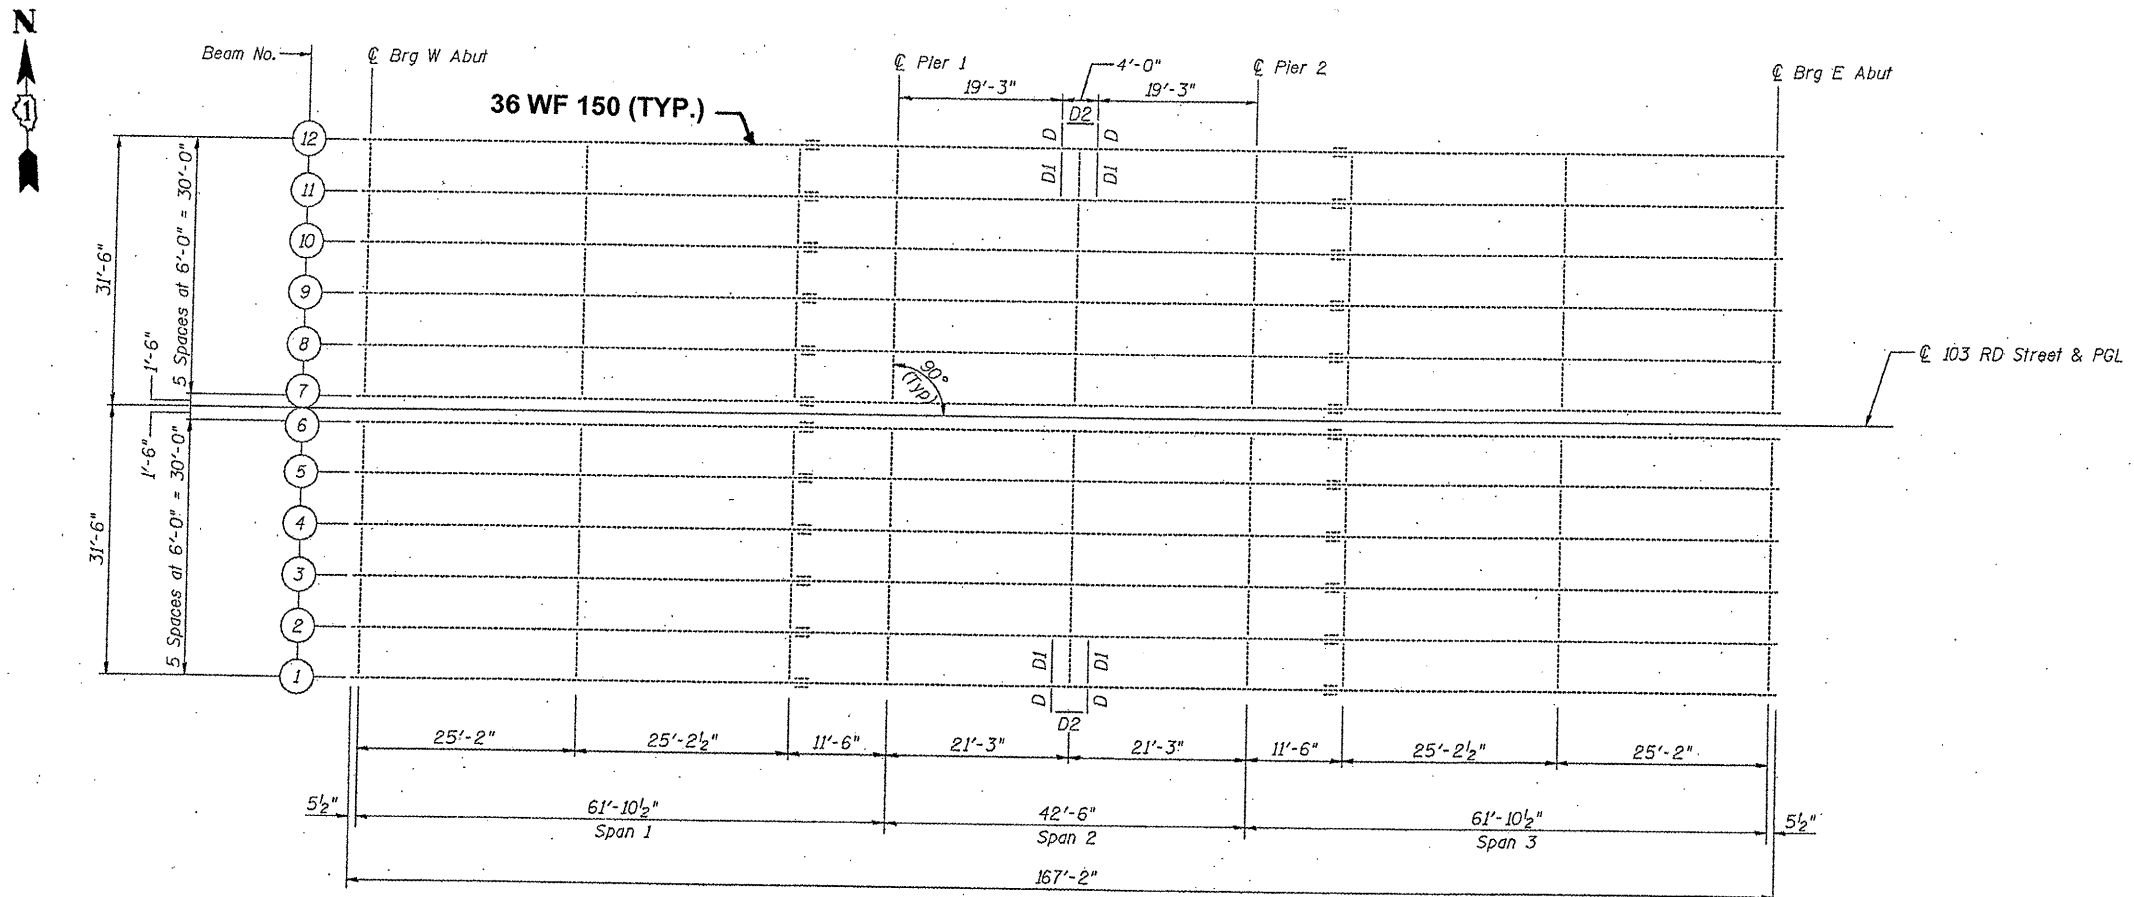 N
1
Beam No.
℄ Brg W Abut
℄ Pier 1
4'-0"
℄ Pier 2
℄ Brg E Abut
19'-3"
19'-3"
36 WF 150 (TYP.)
D2
D
D
D1
D1
12
11
10
9
8
7
6
5
4
3
2
1
31'-6"
5 Spaces at 6'-0" = 30'-0"
1'-6"
1'-6"
31'-6"
5 Spaces at 6'-0" = 30'-0"
90°
(Typ)
℄ 103 RD Street & PGL
D1
D1
D
D
D2
25'-2"
25'-2½"
11'-6"
21'-3"
21'-3"
11'-6"
25'-2½"
25'-2"
5½"
61'-10½"
Span 1
42'-6"
Span 2
61'-10½"
Span 3
5½"
167'-2"